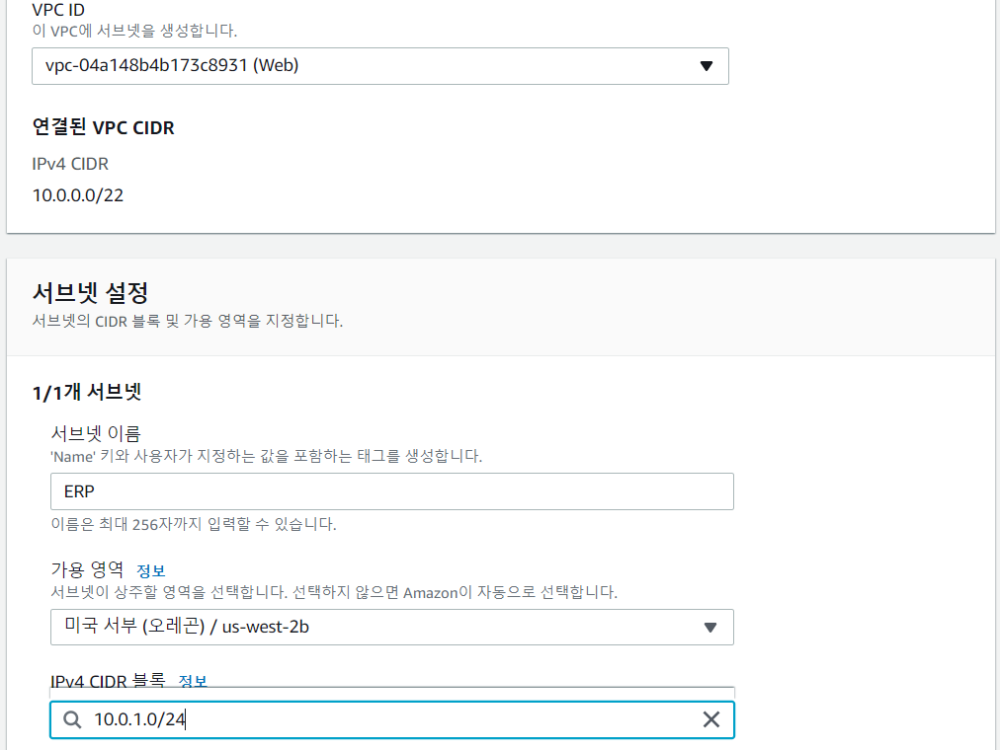 VPC ID
이 VPC에 서브넷을 생성합니다.
vpc-04a148b4b173c8931 (Web)
연결된 VPC CIDR
IPv4 CIDR
10.0.0.0/22
서브넷 설정
서브넷의 CIDR 블록 및 가용 영역을 지정합니다.
1/1개 서브넷
서브넷 이름
'Name' 키와 사용자가 지정하는 값을 포함하는 태그를 생성합니다.
ERP
이름은 최대 256자까지 입력할 수 있습니다.
가용 영역 정보
서브넷이 상주할 영역을 선택합니다. 선택하지 않으면 Amazon이 자동으로 선택합니다.
미국 서부 (오레곤) / us-west-2b
IPv4 CIDR 블록 정보
10.0.1.0/24